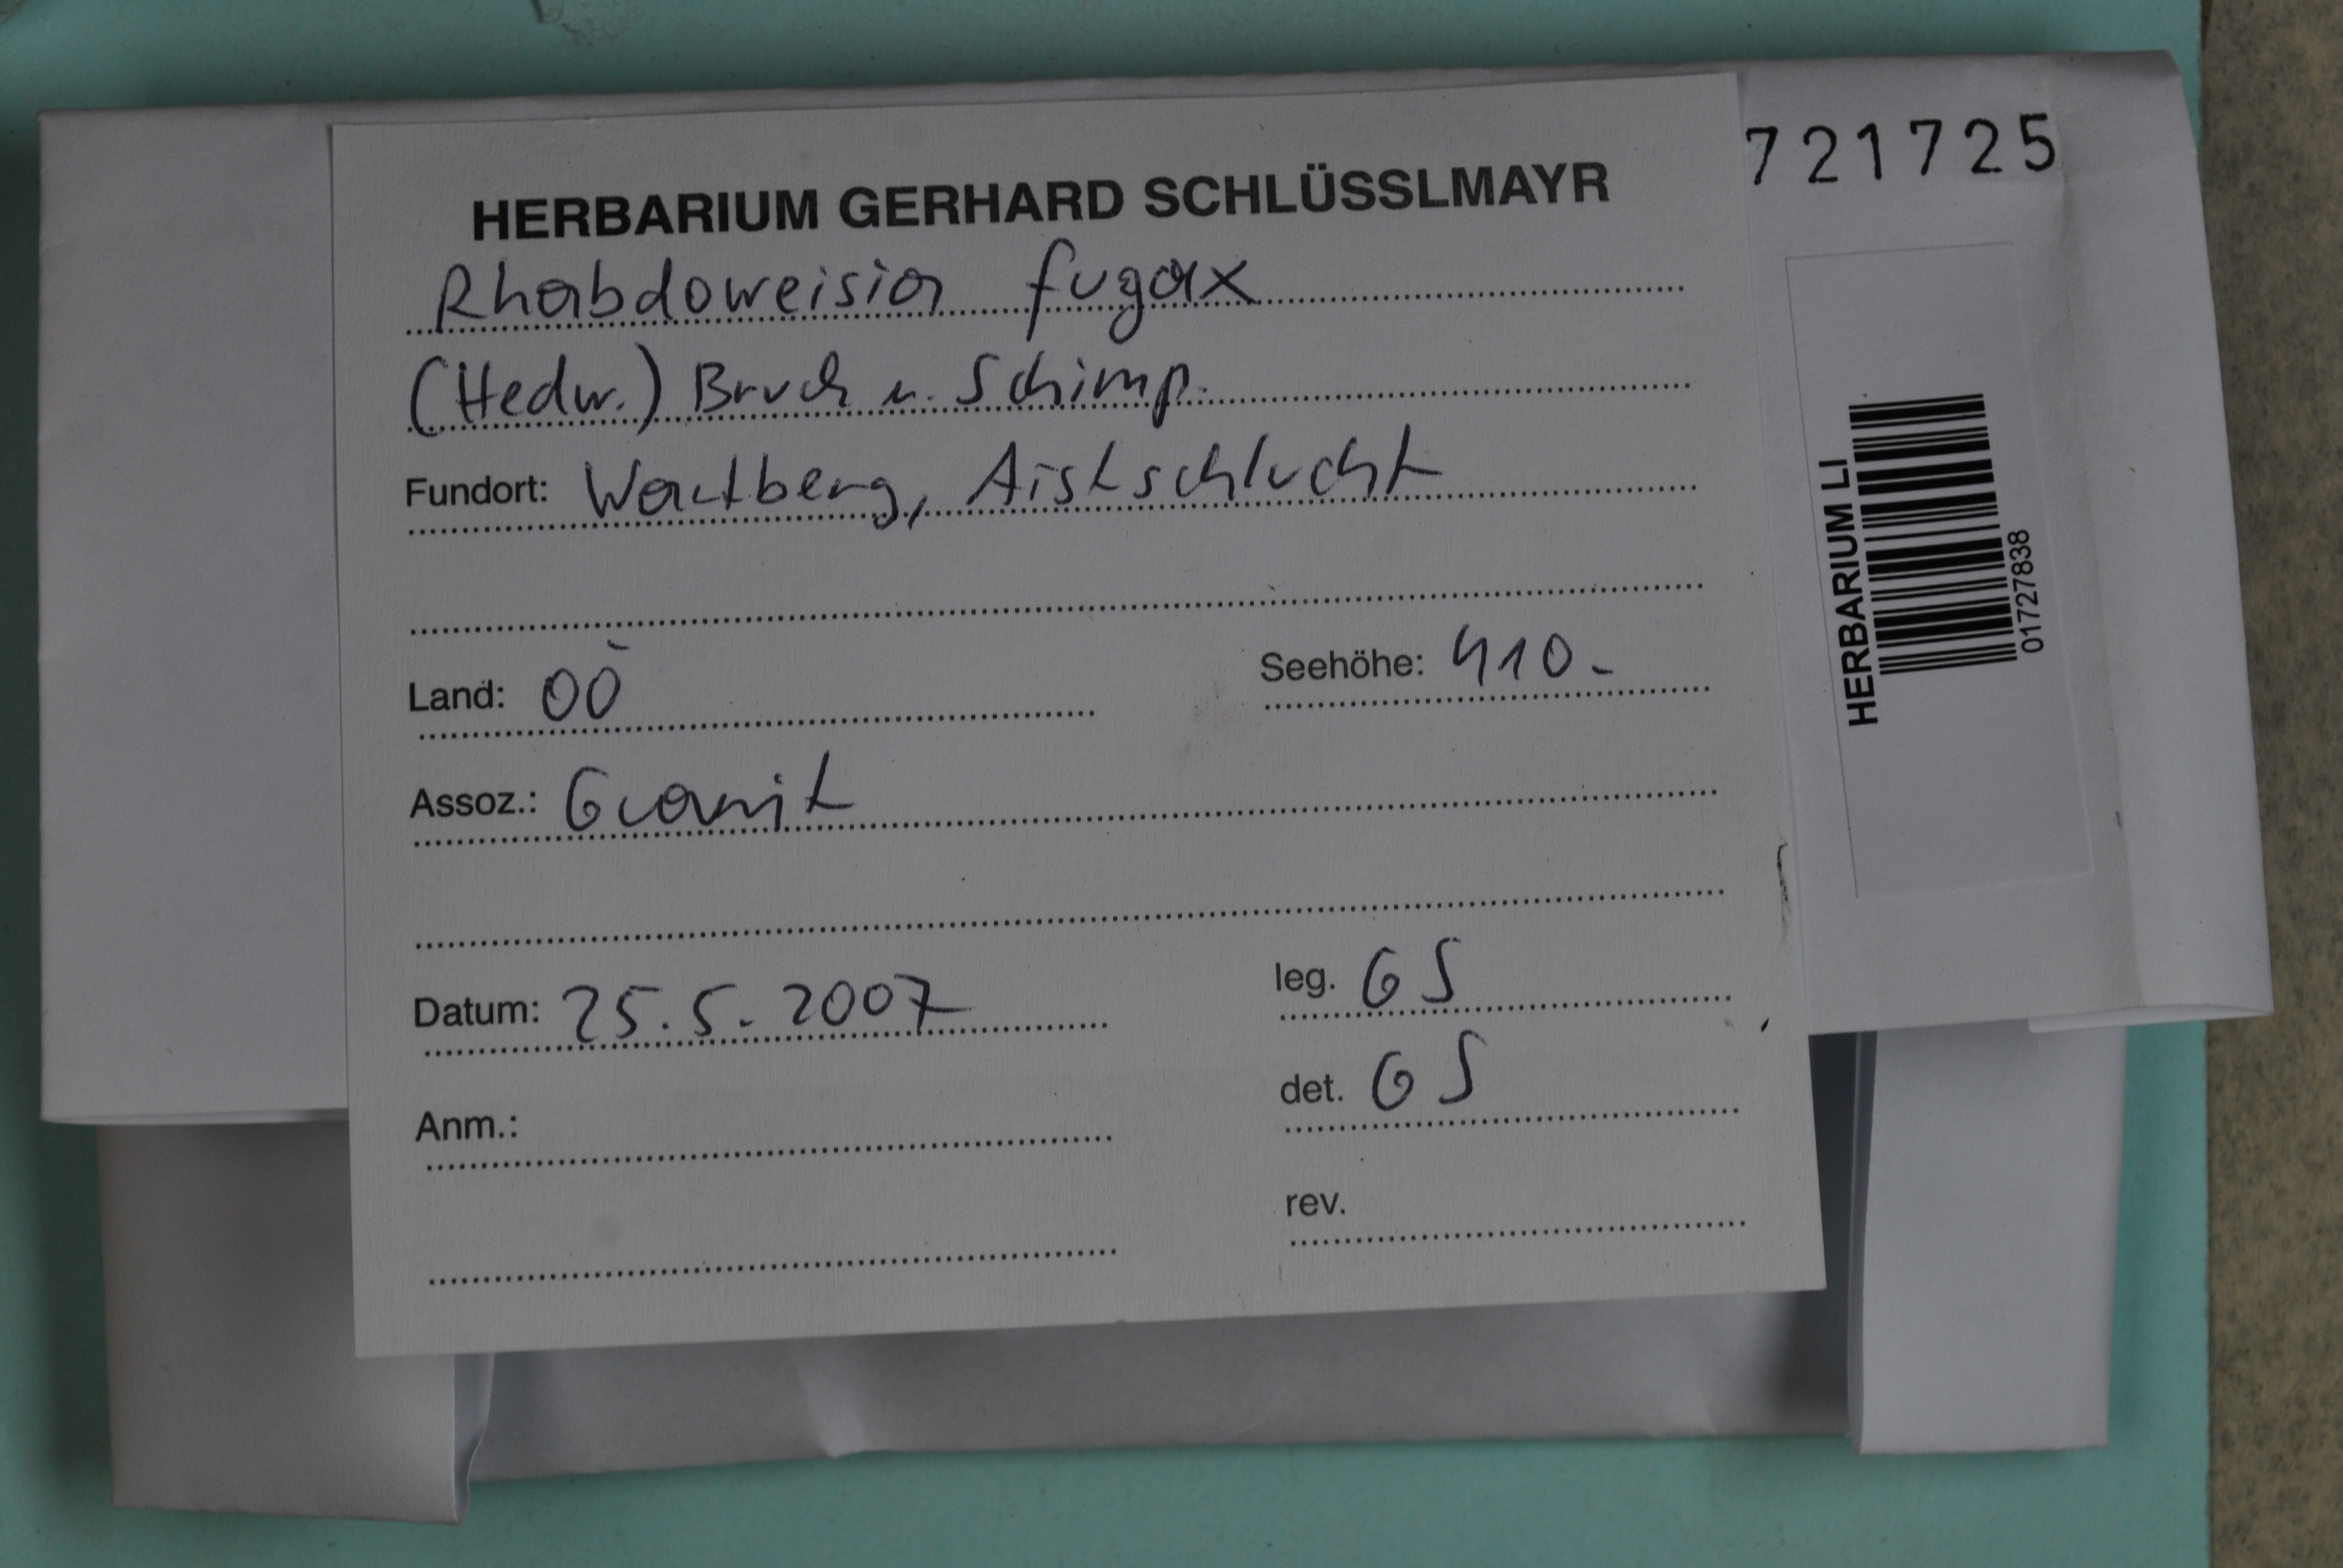 HERBARIUM GERHARD SCHLÜSSLMAYR
721725
Rhabdoweisia fugax
(Hedw.) Bruch u. Schimp.
Fundort: Wartberg, Aistschlucht
Land: OÖ
Seehöhe: 410.-
Assoz.: Granit
Datum: 25.5.2007
leg. GS
Anm.:
det. GS
rev.
HERBARIUM LI
01727838